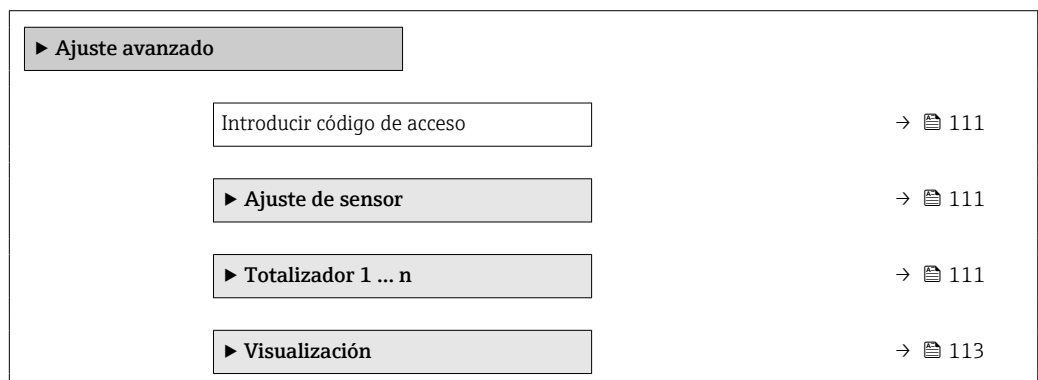 ▶ Ajuste avanzado
Introducir código de acceso → 111
▶ Ajuste de sensor → 111
▶ Totalizador 1 ... n → 111
▶ Visualización → 113